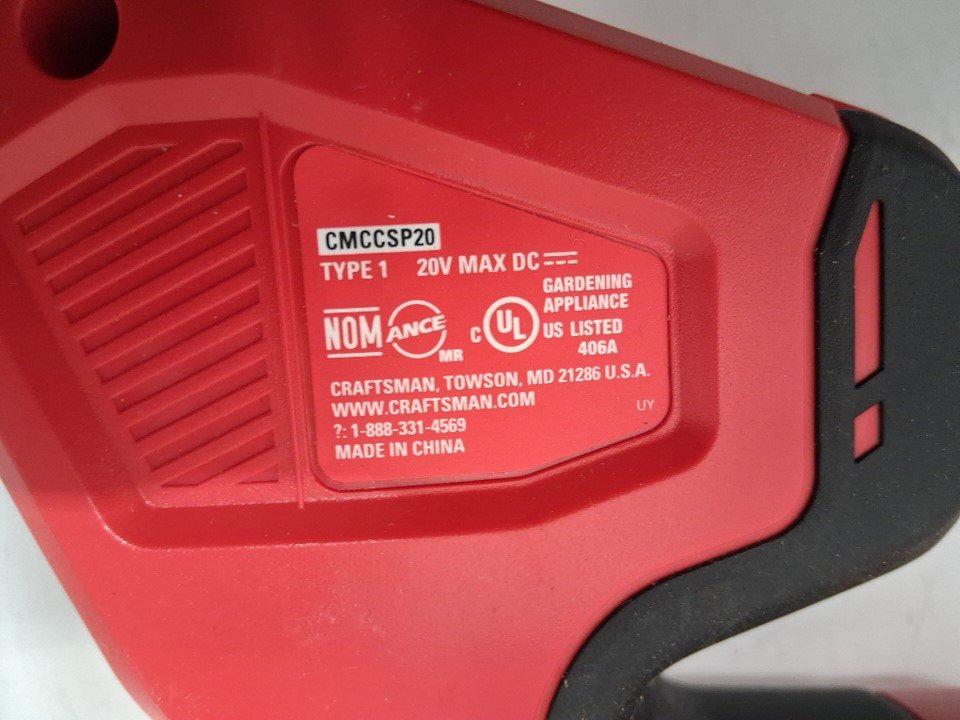 CMCCSP20
TYPE 1 20V MAX DC
NOM ANCE MR
C UL US LISTED
GARDENING
APPLIANCE
406A
CRAFTSMAN, TOWSON, MD 21286 U.S.A.
WWW.CRAFTSMAN.COM
?: 1-888-331-4569
MADE IN CHINA
UY